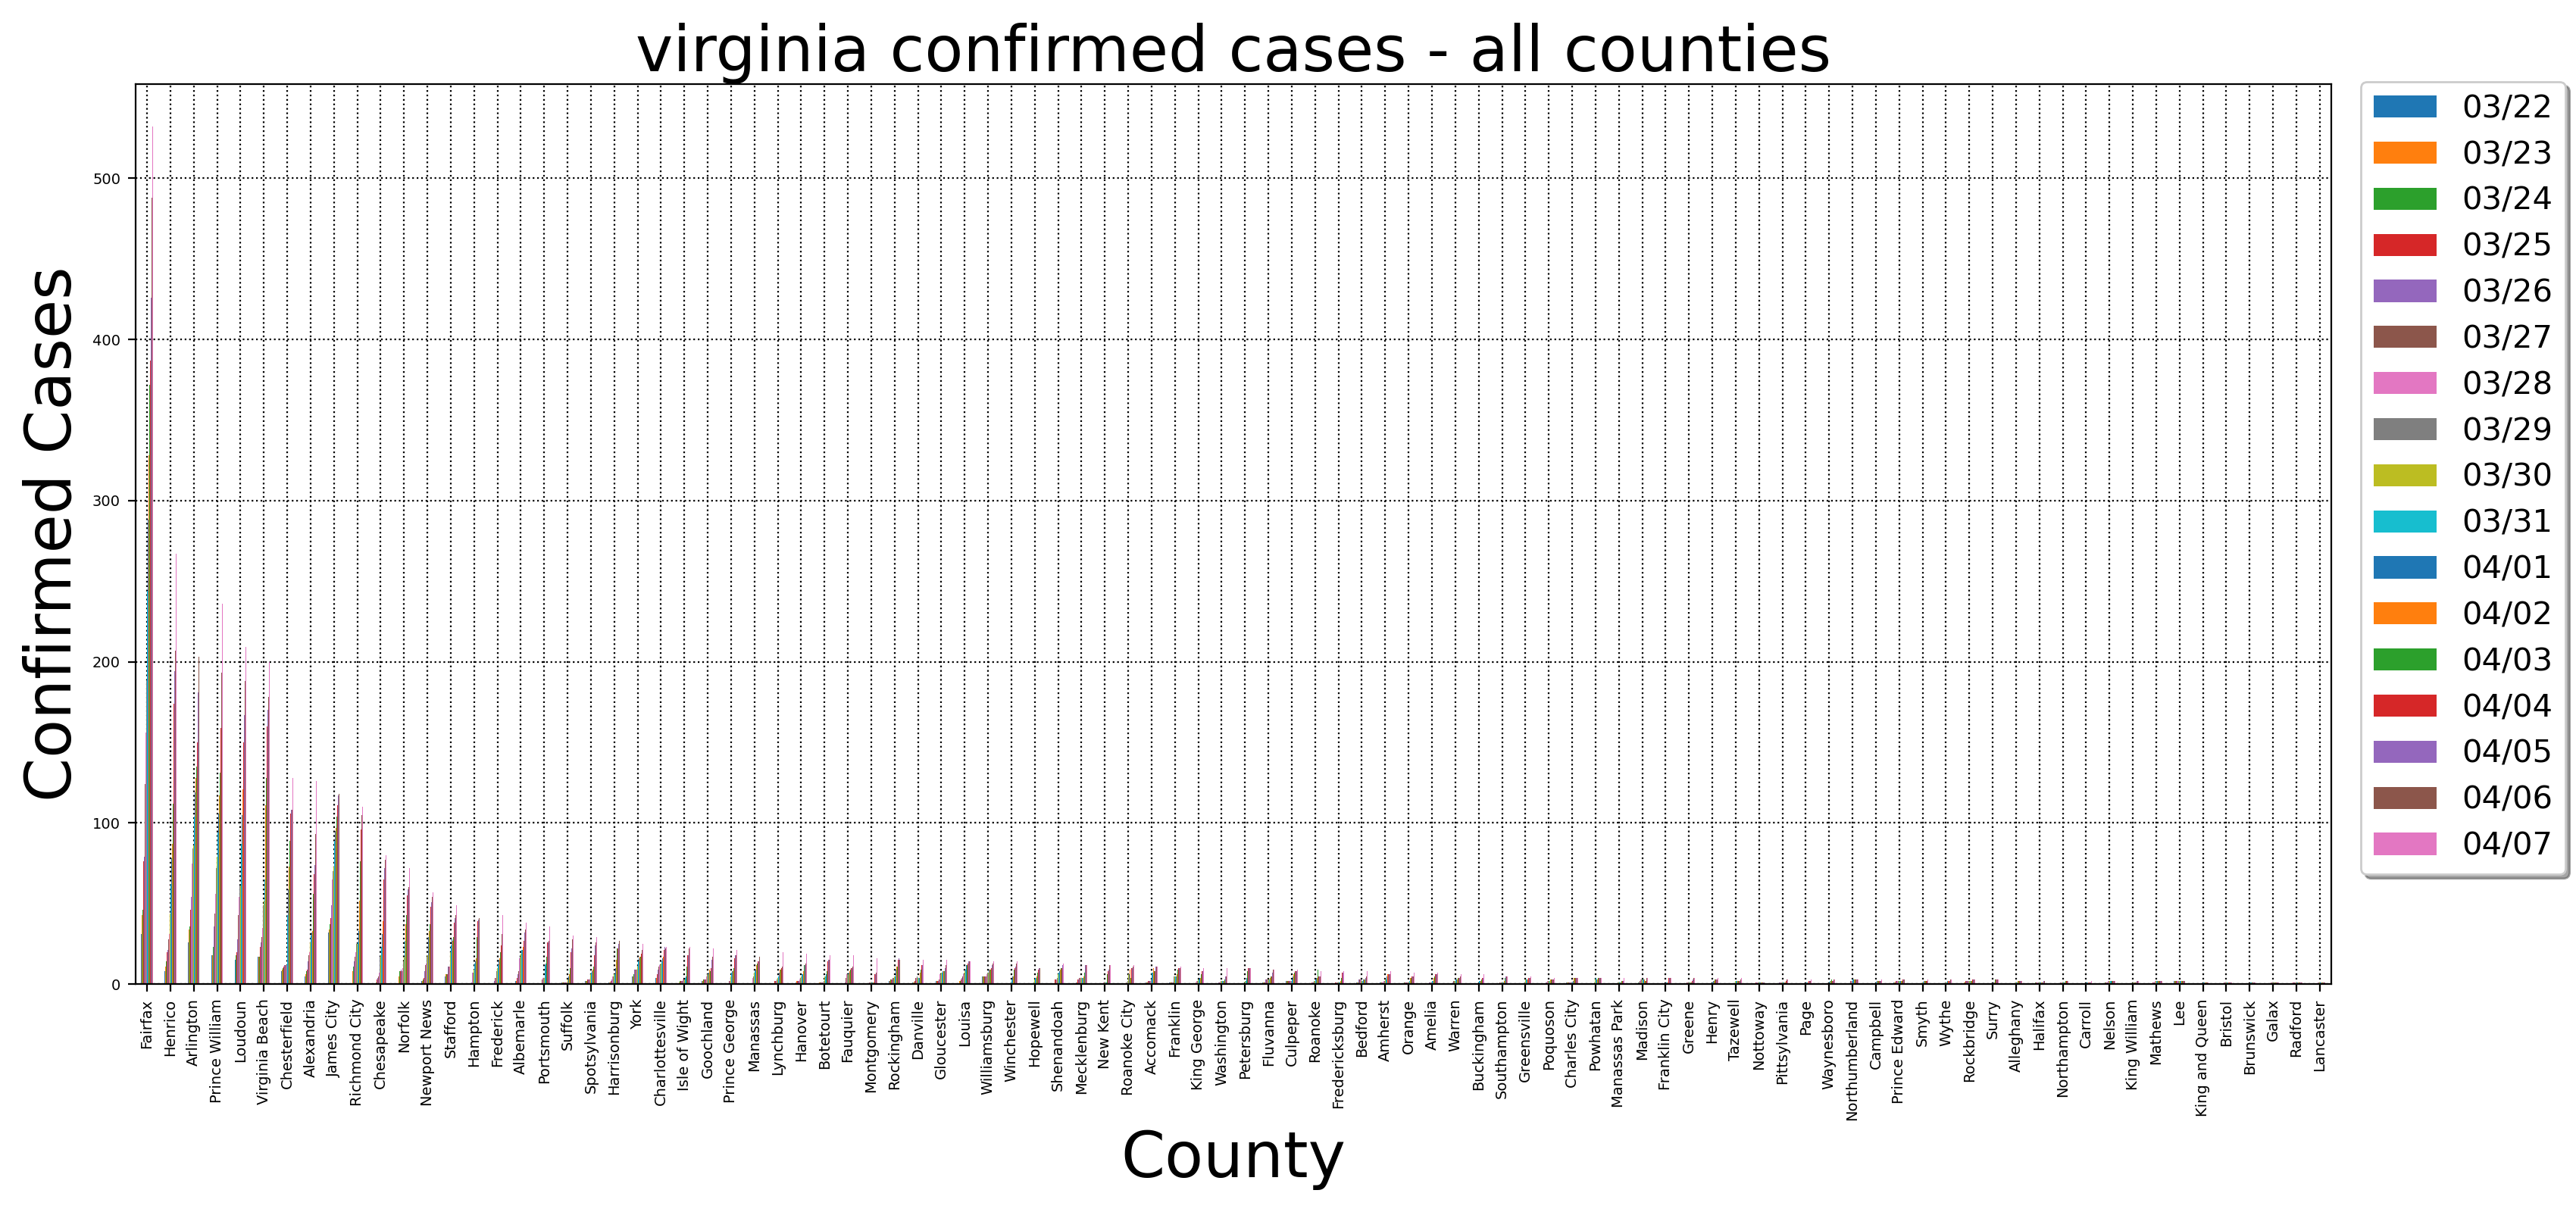 virginia confirmed cases - all counties
Confirmed Cases
500
400
300
200
100
0
Fairfax
Henrico
Arlington
Prince William
Loudoun
Virginia Beach
Chesterfield
Alexandria
James City
Richmond City
Chesapeake
Norfolk
Newport News
Stafford
Hampton
Frederick
Albemarle
Portsmouth
Suffolk
Spotsylvania
Harrisonburg
York
Charlottesville
Isle of Wight
Goochland
Prince George
Manassas
Lynchburg
Hanover
Botetourt
Fauquier
Montgomery
Rockingham
Danville
Gloucester
Louisa
Williamsburg
Winchester
Hopewell
Shenandoah
Mecklenburg
New Kent
Roanoke City
Accomack
Franklin
King George
Washington
Petersburg
Fluvanna
Culpeper
Roanoke
Fredericksburg
Bedford
Amherst
Orange
Amelia
Warren
Buckingham
Southampton
Greensville
Poquoson
Charles City
Powhatan
Manassas Park
Madison
Franklin City
Greene
Henry
Tazewell
Nottoway
Pittsylvania
Page
Waynesboro
Northumberland
Campbell
Prince Edward
Smyth
Wythe
Rockbridge
Surry
Alleghany
Halifax
Northampton
Carroll
Nelson
King William
Mathews
Lee
King and Queen
Bristol
Brunswick
Galax
Radford
Lancaster
County
03/22
03/23
03/24
03/25
03/26
03/27
03/28
03/29
03/30
03/31
04/01
04/02
04/03
04/04
04/05
04/06
04/07